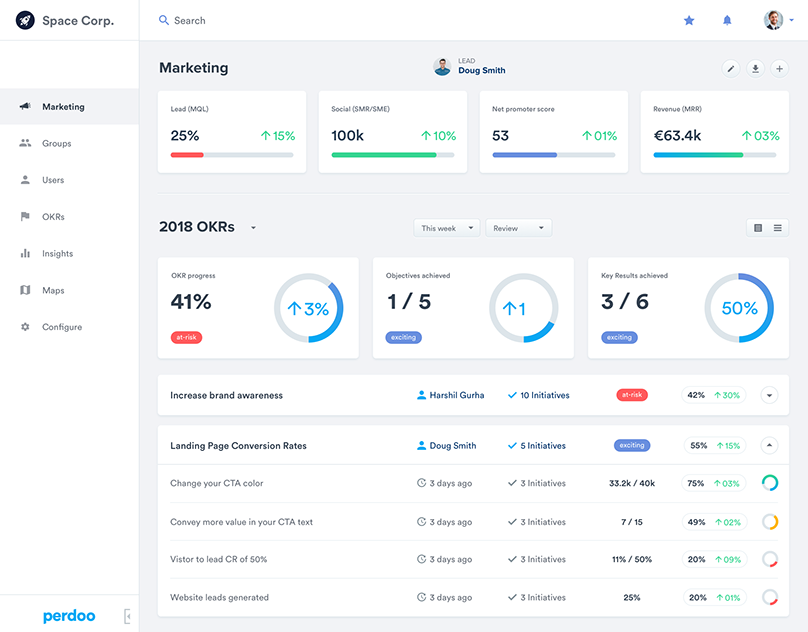 Space Corp.
Search
Marketing
LEAD
Doug Smith
Marketing
Groups
Users
OKRs
Insights
Maps
Configure
perdoo
Lead (MQL)
25% 15%
Social (SMR/SME)
100k 10%
Net promoter score
53 01%
Revenue (MRR)
€63.4k 03%
2018 OKRs
This week
Review
OKR progress
41%
at-risk
3%
Objectives achieved
1 / 5
exciting
1
Key Results achieved
3 / 6
exciting
50%
Increase brand awareness Harshil Gurha 10 Initiatives at-risk 42% 30%
Landing Page Conversion Rates Doug Smith 5 Initiatives exciting 55% 15%
Change your CTA color 3 days ago 3 Initiatives 33.2k / 40k 75% 03%
Convey more value in your CTA text 3 days ago 3 Initiatives 7 / 15 49% 02%
Vistor to lead CR of 50% 3 days ago 3 Initiatives 11% / 50% 20% 09%
Website leads generated 3 days ago 3 Initiatives 25% 20% 01%